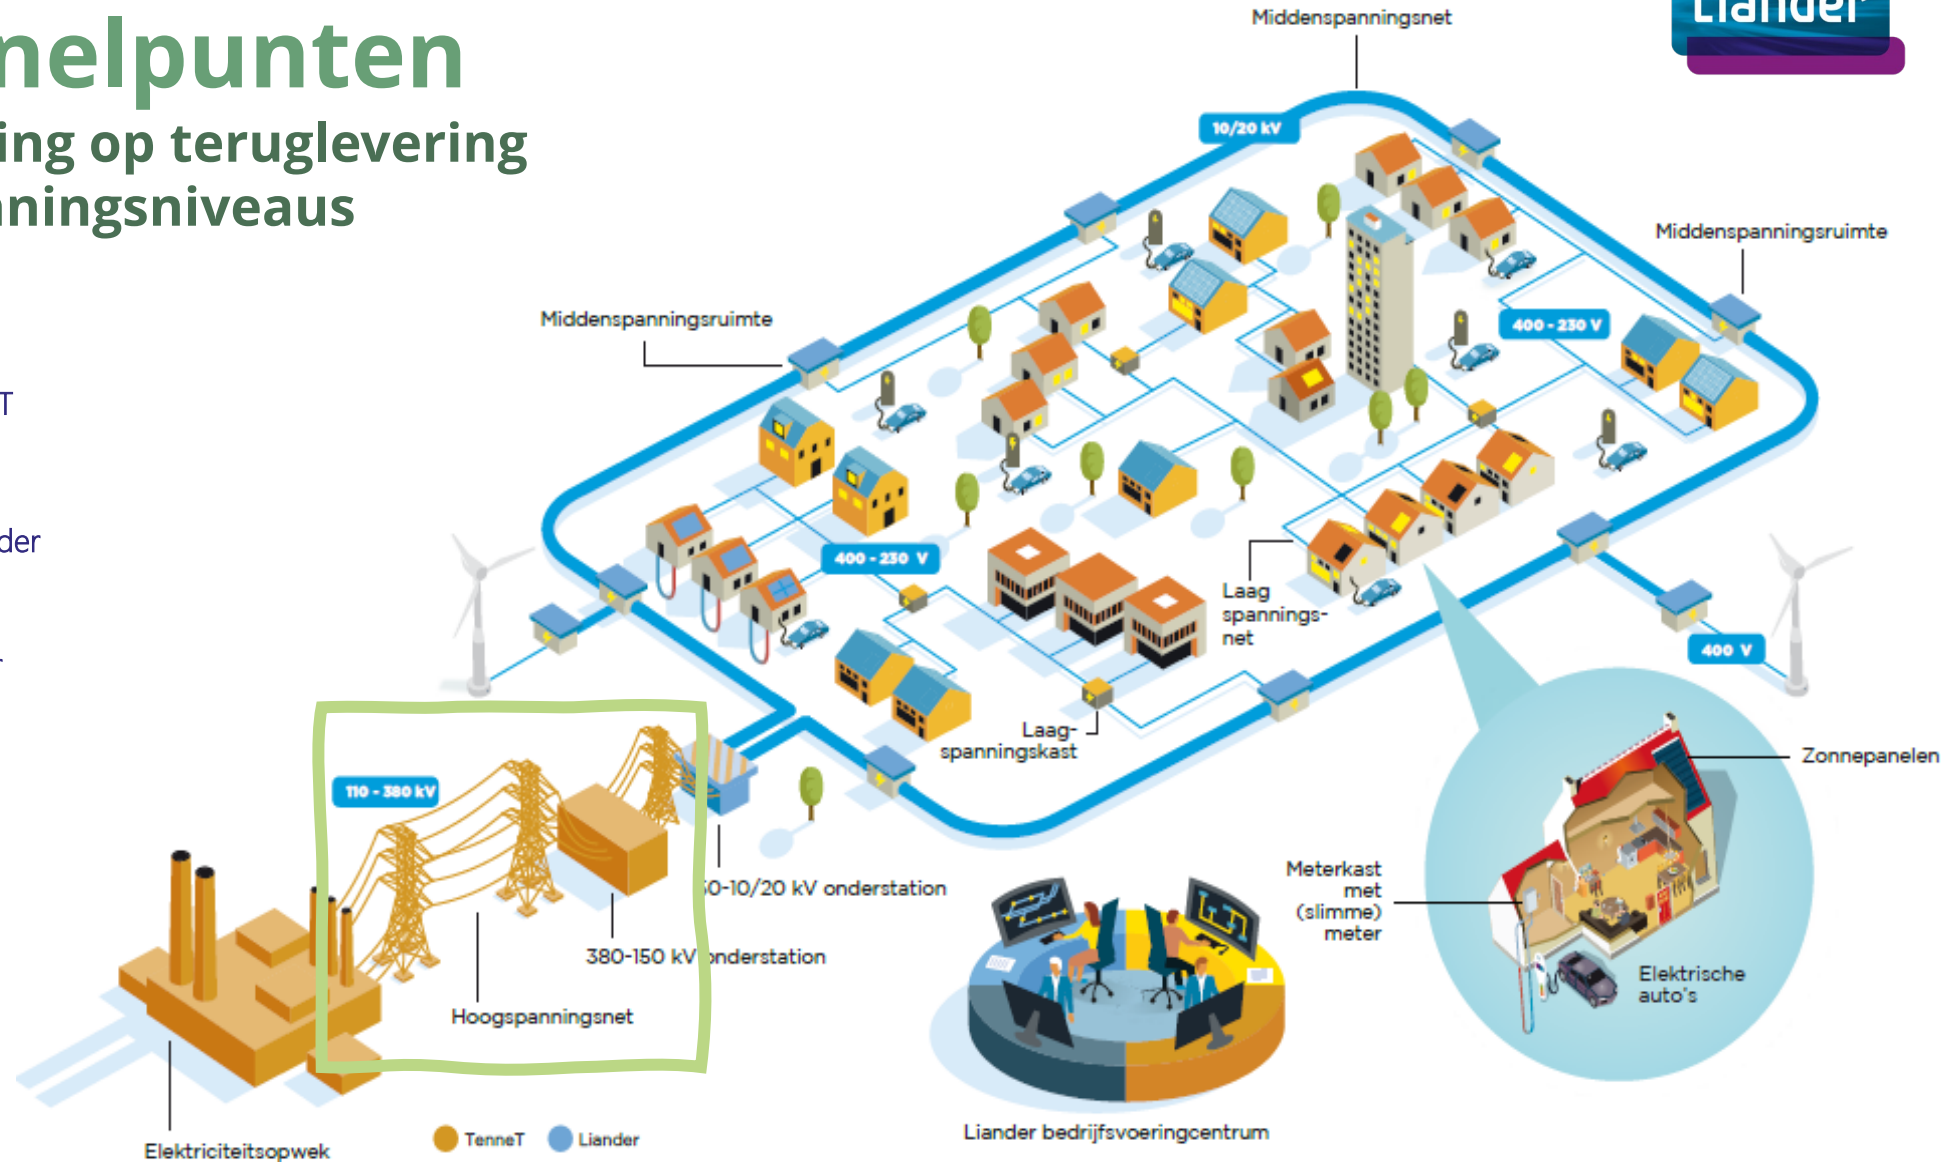 nelpunten
ing op teruglevering
ningsniveaus
T
der
Liander
Middenspanningsnet
10/20 kV
Middenspanningsruimte
Middenspanningsruimte
400 - 230 V
400 - 230 V
Laag
spannings-
net
400 V
Laag-
spanningskast
110 - 380 kV
50-10/20 kV onderstation
380-150 kV onderstation
Hoogspanningsnet
Elektriciteitsopwek
TenneT
Liander
Liander bedrijfsvoeringcentrum
Zonnepanelen
Meterkast
met
(slimme)
meter
Elektrische
auto's